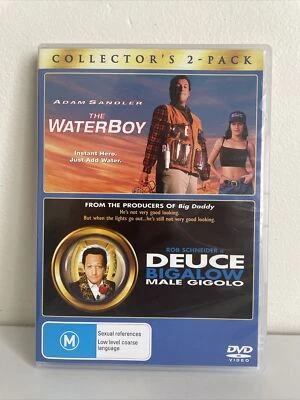 COLLECTOR'S 2-PACK
ADAM SANDLER
THE
WATERBOY
Instant Hero.
Just Add Water.
FROM THE PRODUCERS OF Big Daddy
He's not very good looking.
But when the lights go out...he's still not very good looking.
ROB SCHNEIDER is
DEUCE
BIGALOW
MALE GIGOLO
M
Sexual references
Low level coarse
language
DVD
VIDEO